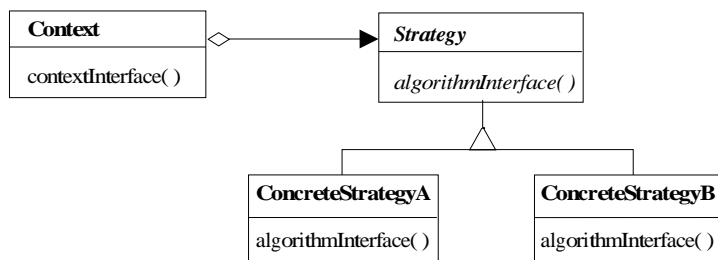 Context
contextInterface( )
Strategy
algorithmInterface( )
ConcreteStrategyA
algorithmInterface( )
ConcreteStrategyB
algorithmInterface( )